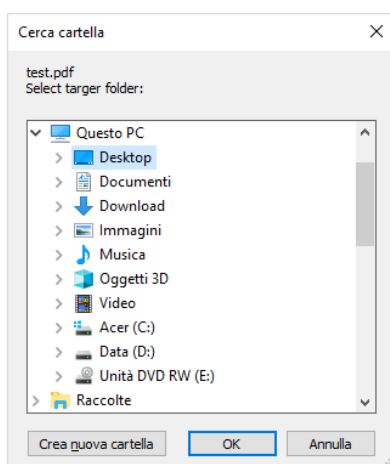 Cerca cartella
test.pdf
Select targer folder:
Questo PC
Desktop
Documenti
Download
Immagini
Musica
Oggetti 3D
Video
Acer (C:)
Data (D:)
Unità DVD RW (E:)
Raccolte
Crea nuova cartella OK Annulla